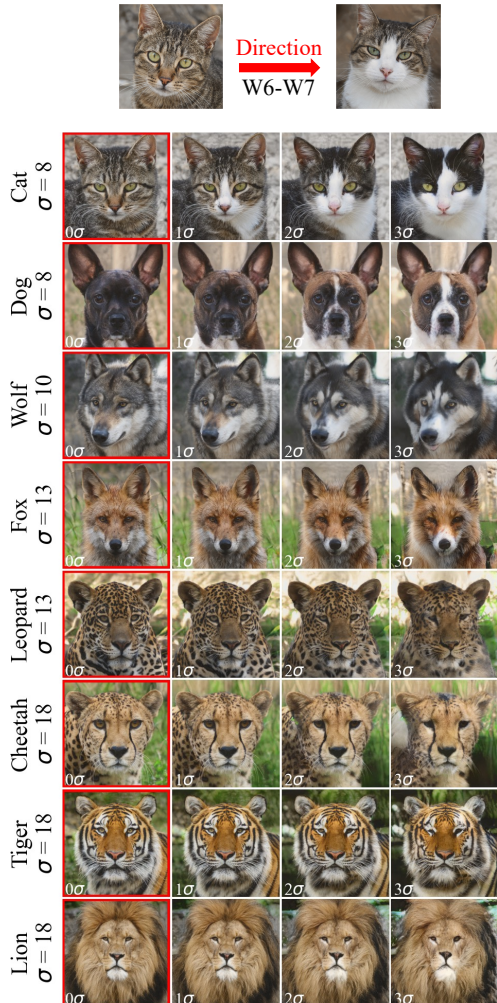 Direction
W6-W7
Cat
σ = 8
0σ
1σ
2σ
3σ
Dog
σ = 8
0σ
1σ
2σ
3σ
Wolf
σ = 10
0σ
1σ
2σ
3σ
Fox
σ = 13
0σ
1σ
2σ
3σ
Leopard
σ = 13
0σ
1σ
2σ
3σ
Cheetah
σ = 18
0σ
1σ
2σ
3σ
Tiger
σ = 18
0σ
1σ
2σ
3σ
Lion
σ = 18
0σ
1σ
2σ
3σ